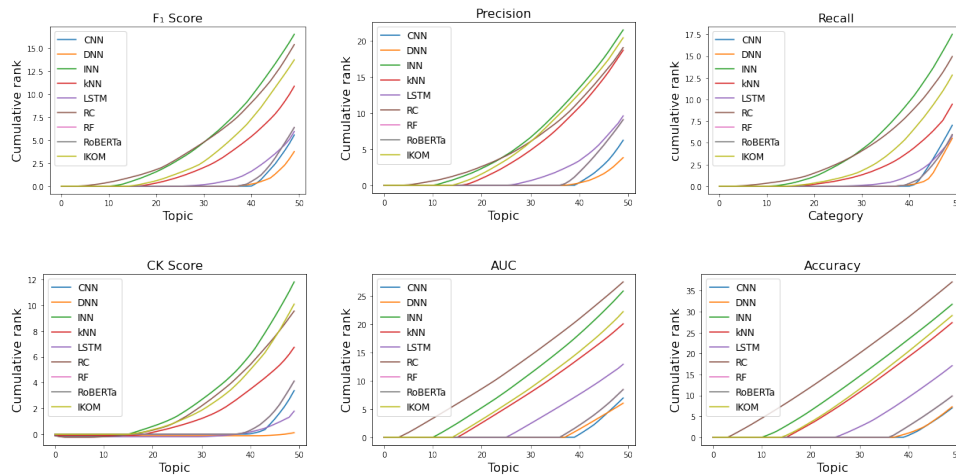 F₁ Score
Cumulative rank
17.5
15.0
12.5
10.0
7.5
5.0
2.5
0.0
CNN
DNN
INN
kNN
LSTM
RC
RF
RoBERTa
IKOM
0 10 20 30 40 50
Topic
Precision
Cumulative rank
20
15
10
5
0
CNN
DNN
INN
kNN
LSTM
RC
RF
RoBERTa
IKOM
0 10 20 30 40 50
Topic
Recall
cumulative rank
17.5
15.0
12.5
10.0
7.5
5.0
2.5
0.0
CNN
DNN
INN
kNN
LSTM
RC
RF
RoBERTa
IKOM
0 10 20 30 40 50
Category
CK Score
Cumulative rank
12
10
8
6
4
2
0
CNN
DNN
INN
kNN
LSTM
RC
RF
RoBERTa
IKOM
0 10 20 30 40 50
Topic
AUC
Cumulative rank
25
20
15
10
5
0
CNN
DNN
INN
kNN
LSTM
RC
RF
RoBERTa
IKOM
0 10 20 30 40 50
Topic
Accuracy
Cumulative rank
35
30
25
20
15
10
5
0
CNN
DNN
INN
kNN
LSTM
RC
RF
RoBERTa
IKOM
0 10 20 30 40 50
Topic